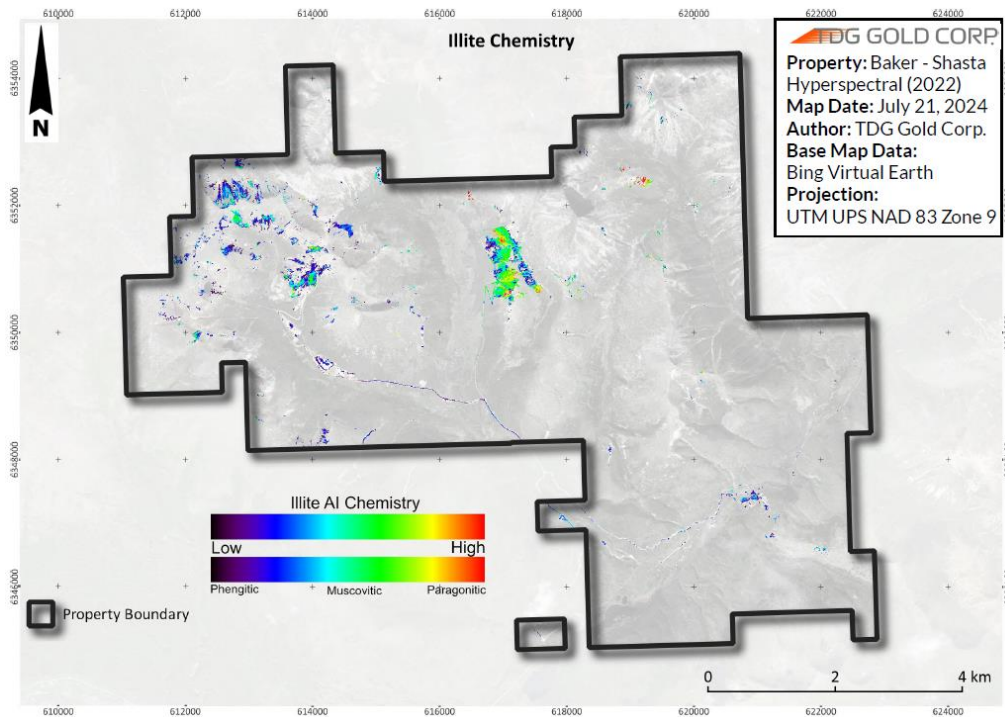 610000
612000
614000
616000
618000
620000
622000
624000
Illite Chemistry
TDG GOLD CORP.
Property: Baker - Shasta
Hyperspectral (2022)
Map Date: July 21, 2024
Author: TDG Gold Corp.
Base Map Data:
Bing Virtual Earth
Projection:
UTM UPS NAD 83 Zone 9
N
6354000
6352000
6350000
6348000
6346000
Illite Al Chemistry
Low High
Phengitic Muscovitic Paragonitic
Property Boundary
0 2 4 km
610000
612000
614000
616000
618000
620000
622000
624000